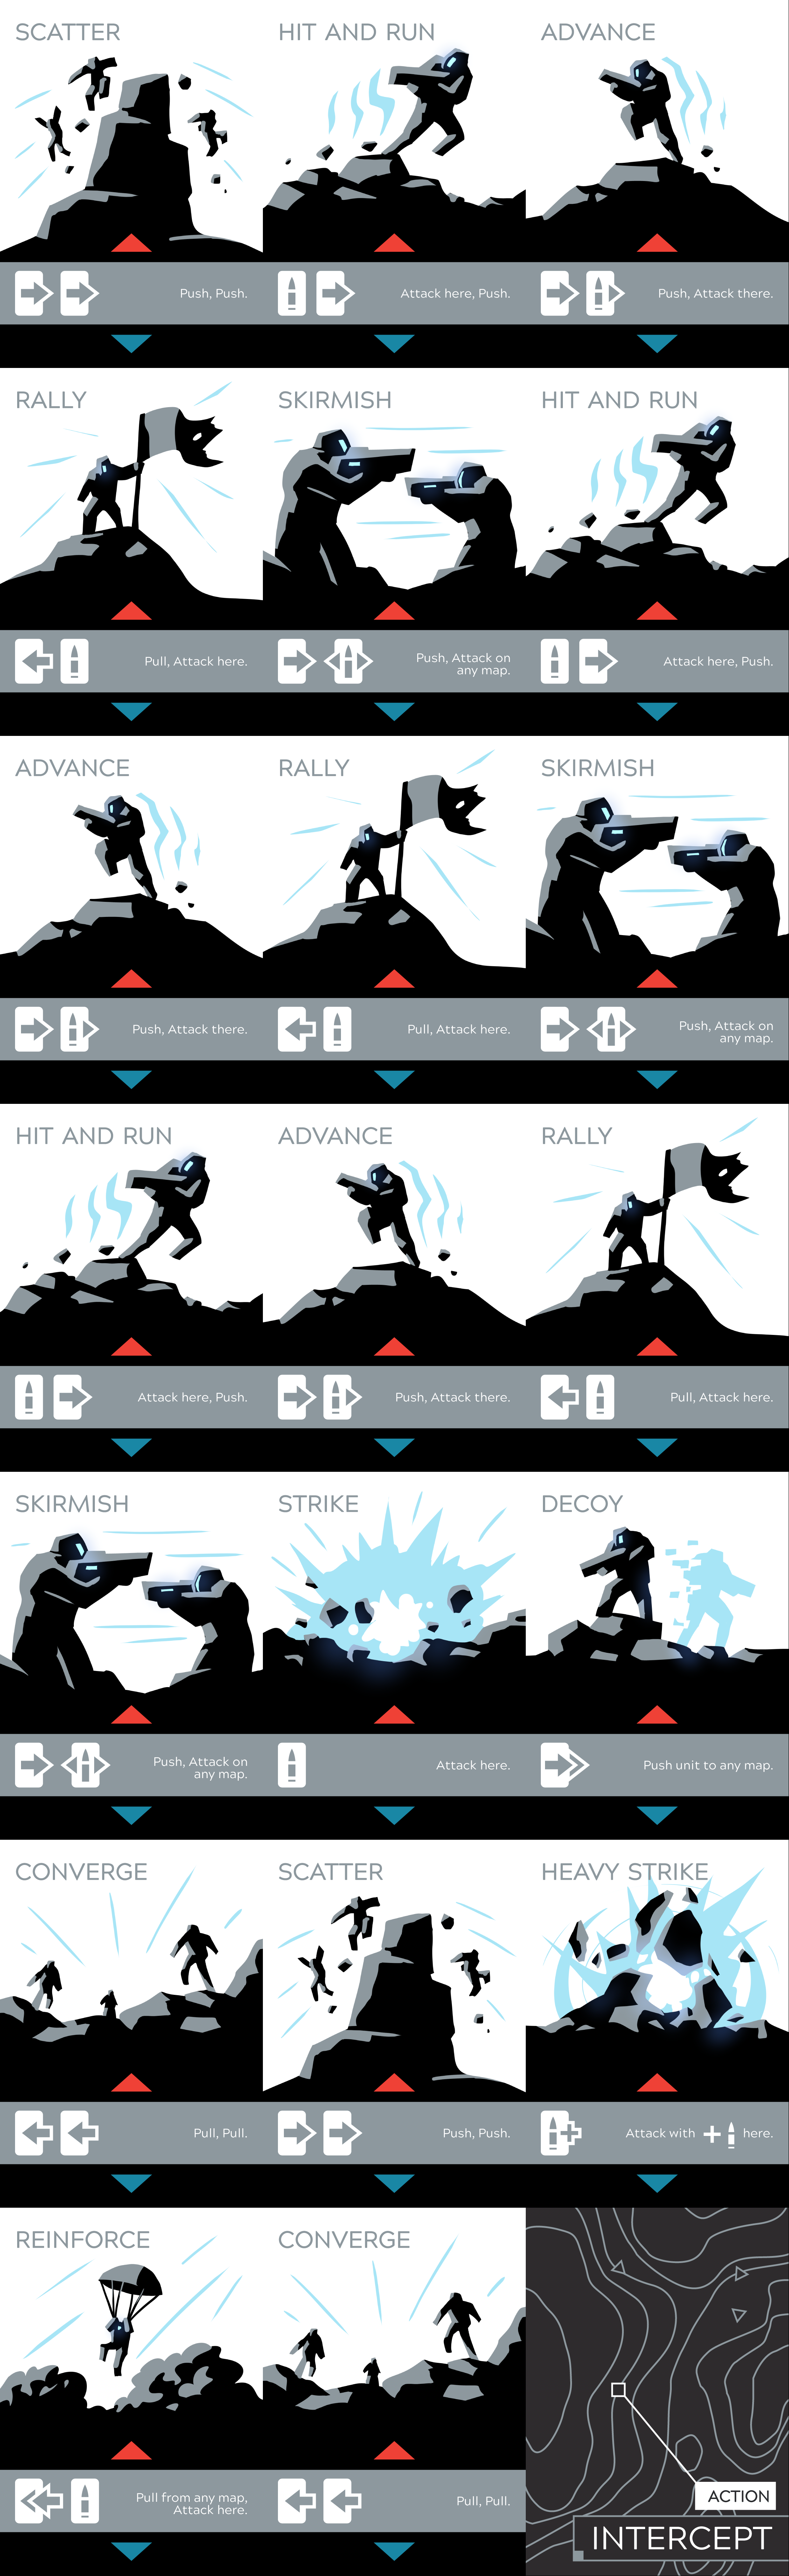 SCATTER
Push, Push.
HIT AND RUN
Attack here, Push.
ADVANCE
Push, Attack there.
RALLY
Pull, Attack here.
SKIRMISH
Push, Attack on
any map.
HIT AND RUN
Attack here, Push.
ADVANCE
Push, Attack there.
RALLY
Pull, Attack here.
SKIRMISH
Push, Attack on
any map.
HIT AND RUN
Attack here, Push.
ADVANCE
Push, Attack there.
RALLY
Pull, Attack here.
SKIRMISH
Push, Attack on
any map.
STRIKE
Attack here.
DECOY
Push unit to any map.
CONVERGE
Pull, Pull.
SCATTER
Push, Push.
HEAVY STRIKE
Attack with + here.
REINFORCE
Pull from any map,
Attack here.
CONVERGE
Pull, Pull.
ACTION
INTERCEPT